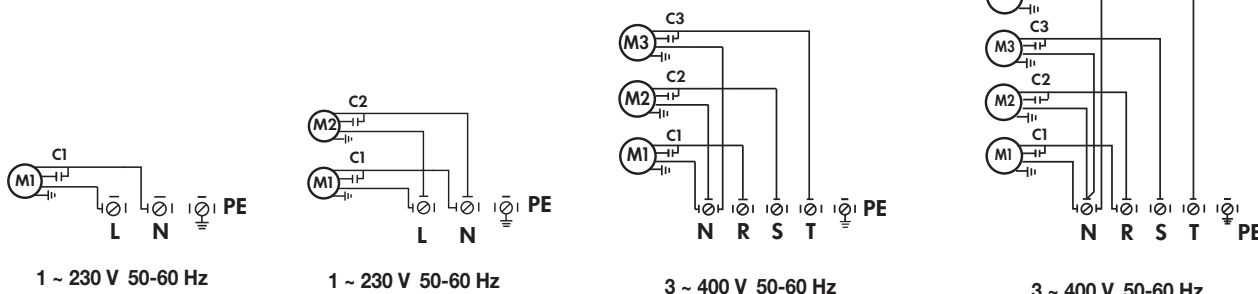 C1
M1
L N PE
1 ~ 230 V 50-60 Hz
C2
M2
C1
M1
L N PE
1 ~ 230 V 50-60 Hz
C3
M3
C2
M2
C1
M1
N R S T PE
3 ~ 400 V 50-60 Hz
C3
M3
C2
M2
C1
M1
N R S T PE
3 ~ 400 V 50-60 Hz